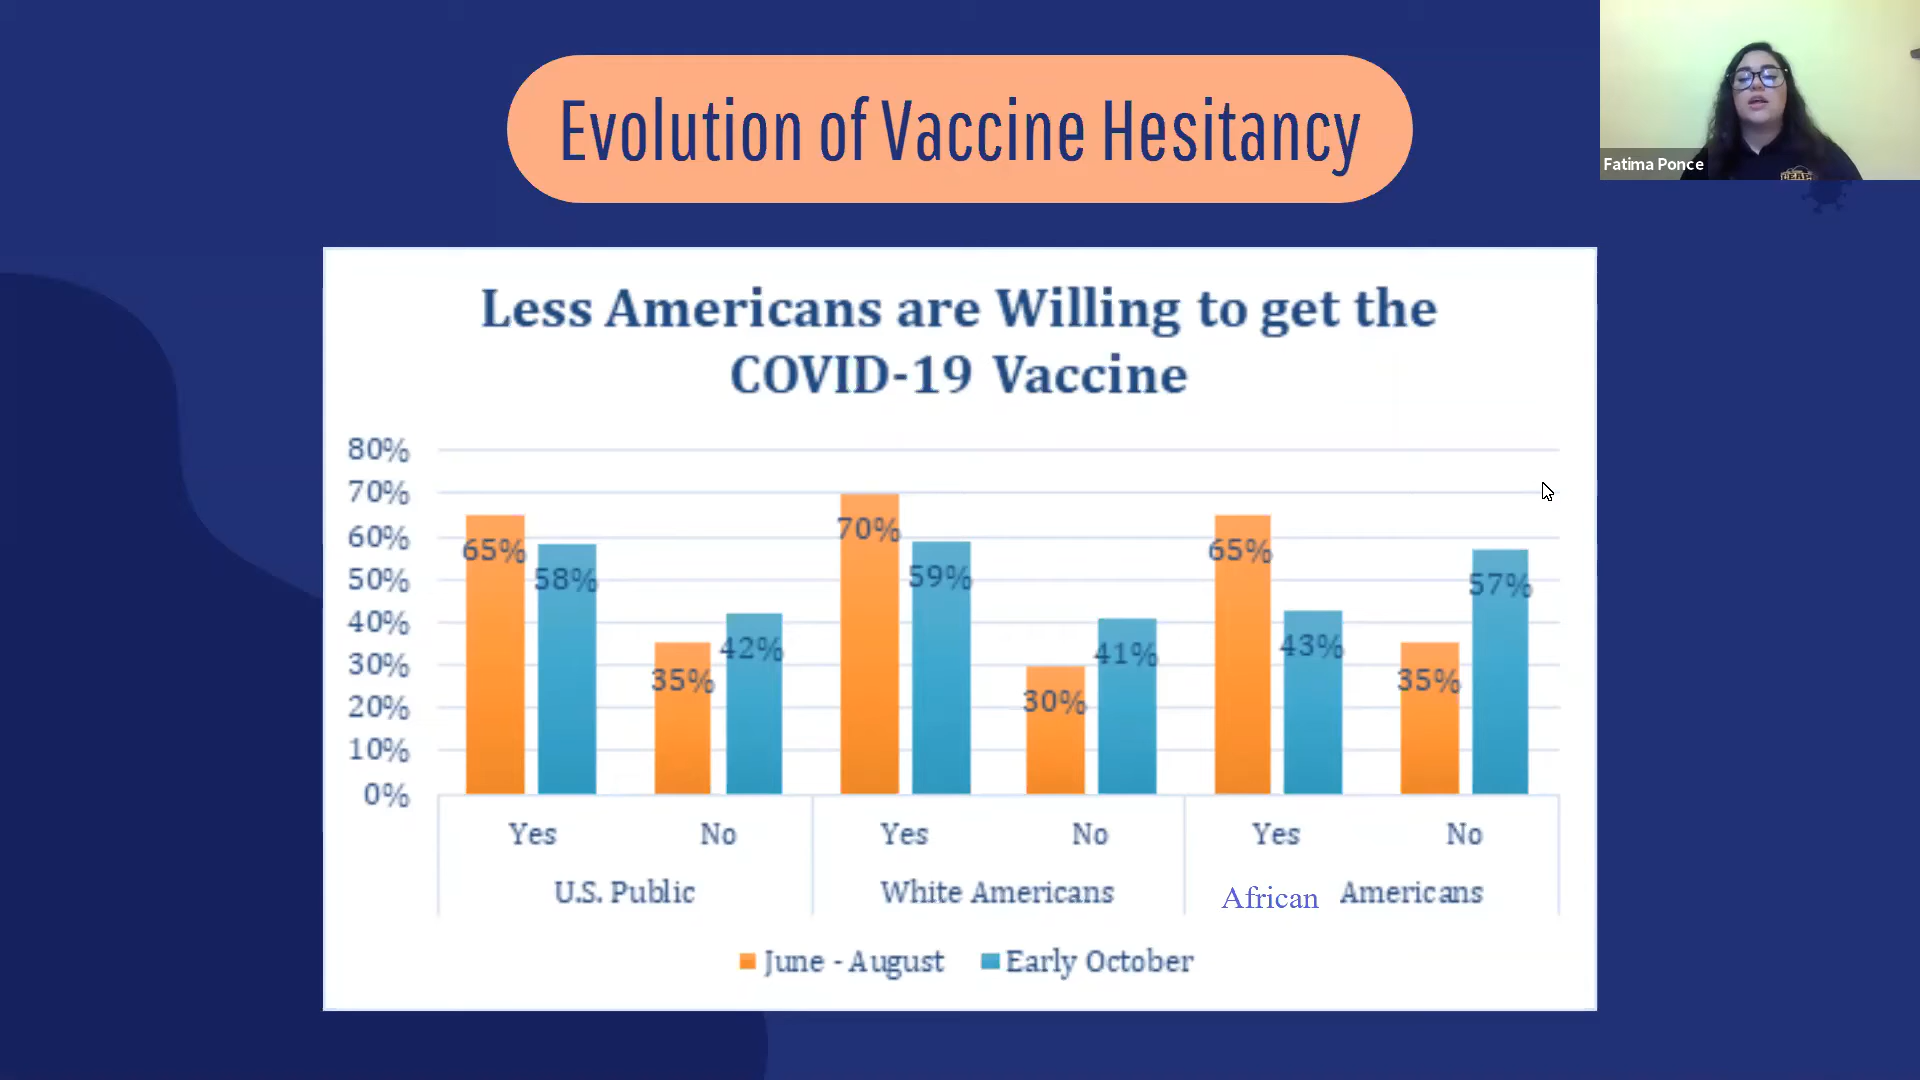 Evolution of Vaccine Hesitancy
Fatima Ponce
LEAP
Less Americans are Willing to get the
COVID-19 Vaccine
80%
70%
60%
50%
40%
30%
20%
10%
0%
65%
58%
35%
42%
70%
59%
30%
41%
65%
43%
35%
57%
Yes No Yes No Yes No
U.S. Public White Americans African Americans
June - August Early October